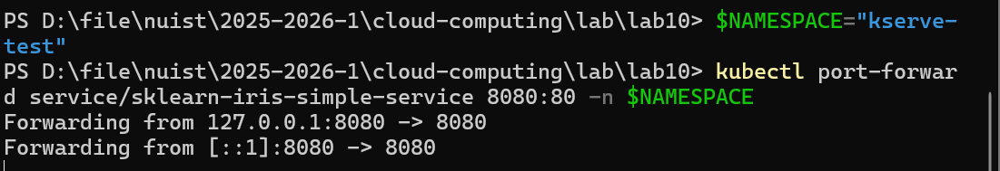 PS D:\file\nuist\2025-2026-1\cloud-computing\lab\lab10> $NAMESPACE="kserve-
test"
PS D:\file\nuist\2025-2026-1\cloud-computing\lab\lab10> kubectl port-forwar
d service/sklearn-iris-simple-service 8080:80 -n $NAMESPACE
Forwarding from 127.0.0.1:8080 -> 8080
Forwarding from [::1]:8080 -> 8080